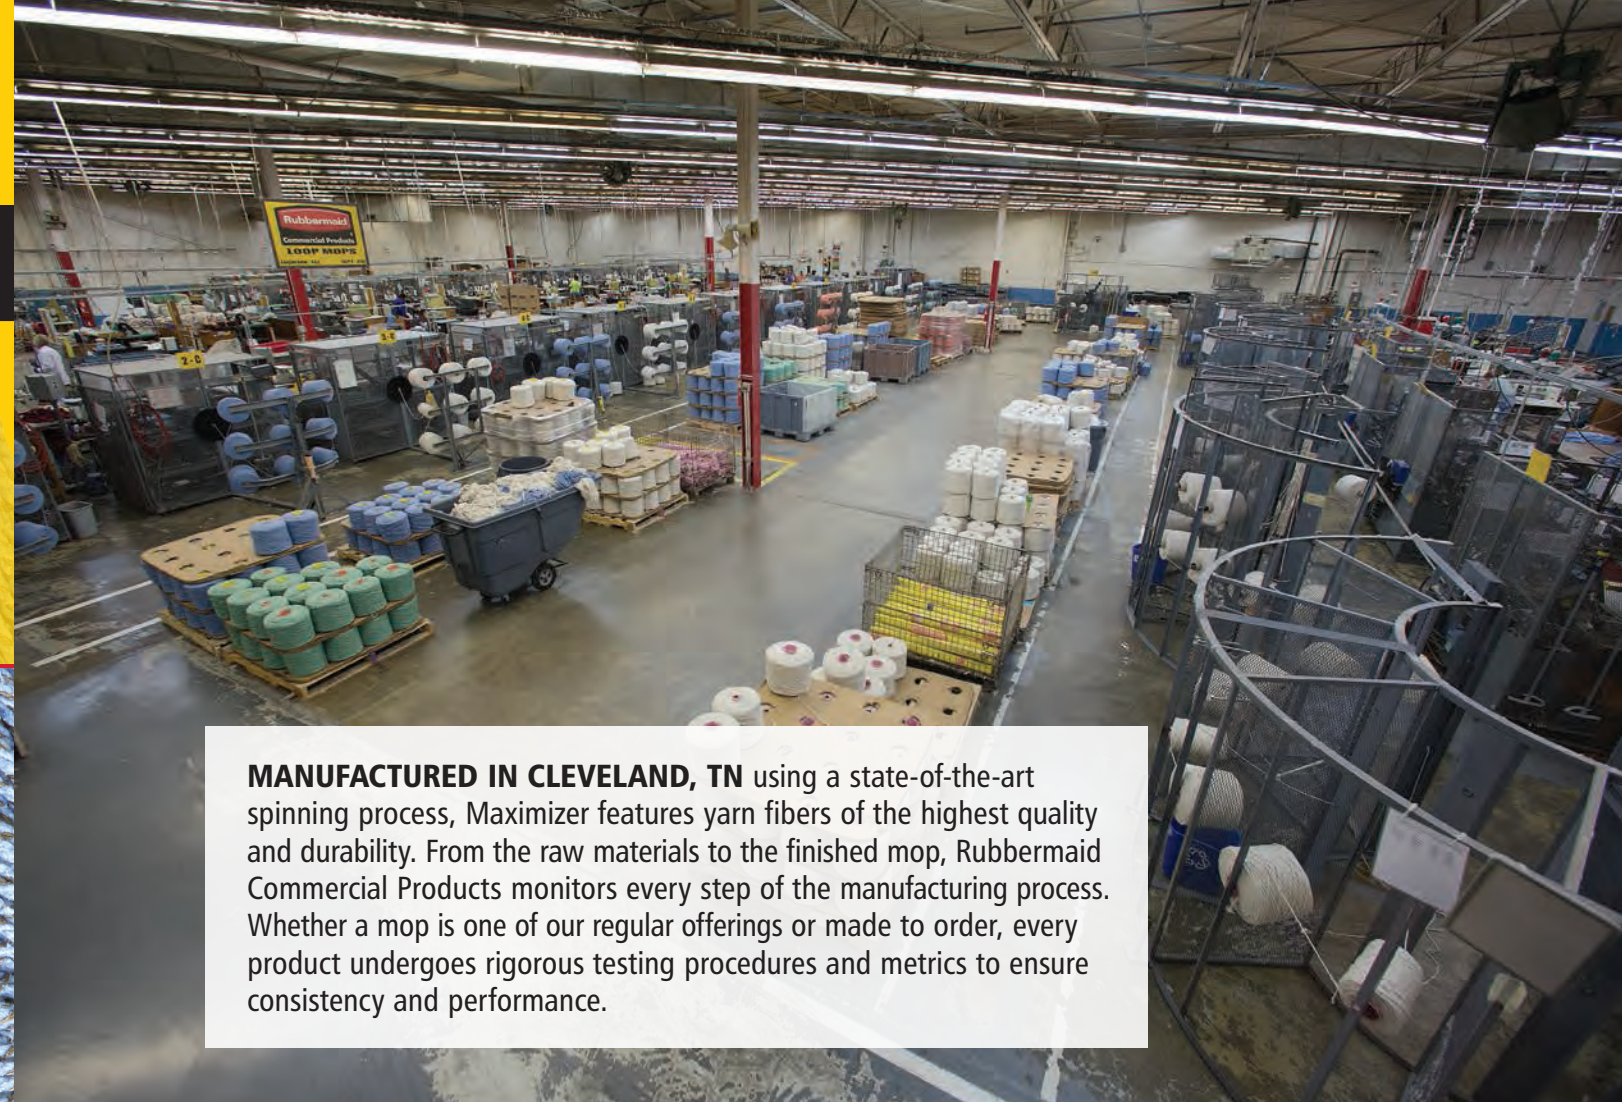 Rubbermaid
Commercial Products
LOOP MOPS
2-C
MANUFACTURED IN CLEVELAND, TN using a state-of-the-art
spinning process, Maximizer features yarn fibers of the highest quality
and durability. From the raw materials to the finished mop, Rubbermaid
Commercial Products monitors every step of the manufacturing process.
Whether a mop is one of our regular offerings or made to order, every
product undergoes rigorous testing procedures and metrics to ensure
consistency and performance.